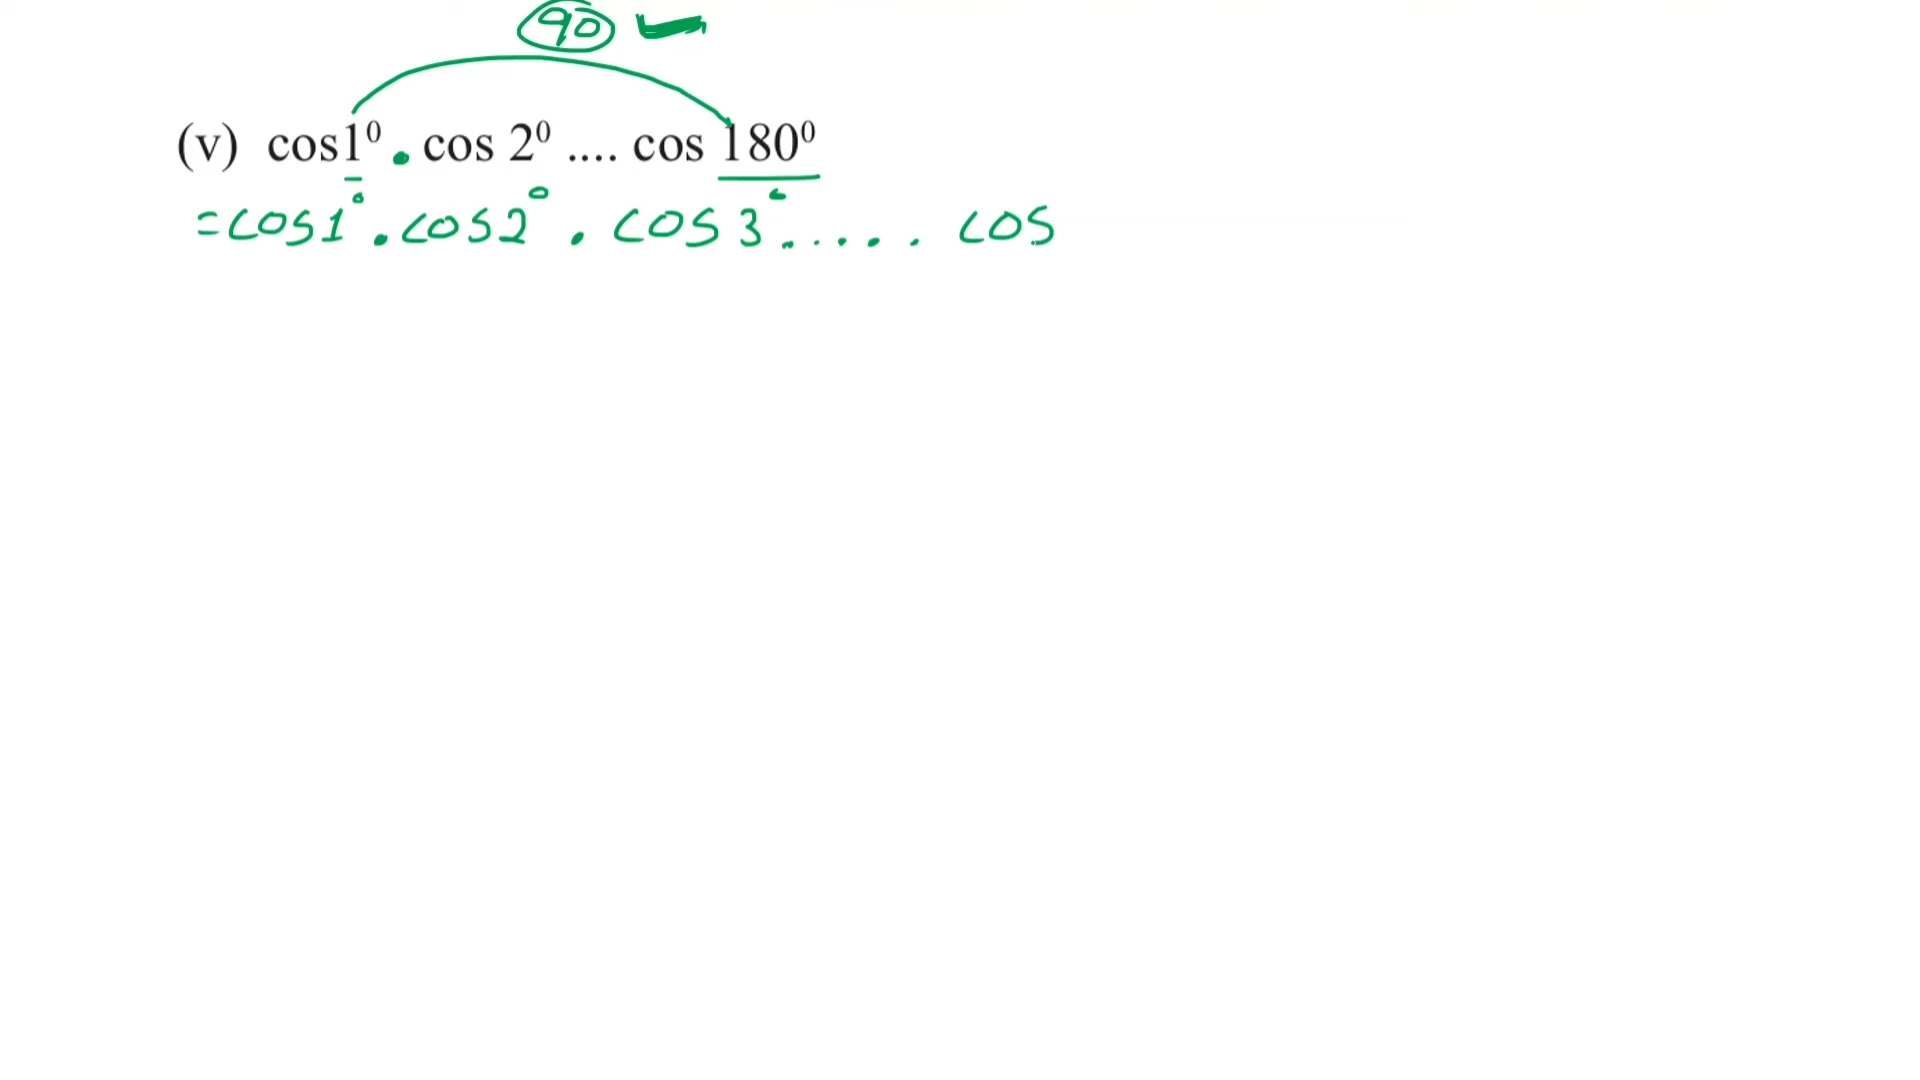 90 ✓
(v) cos1⁰ . cos 2⁰ .... cos 180⁰
= cos1° . cos2° . cos3° ..... cos